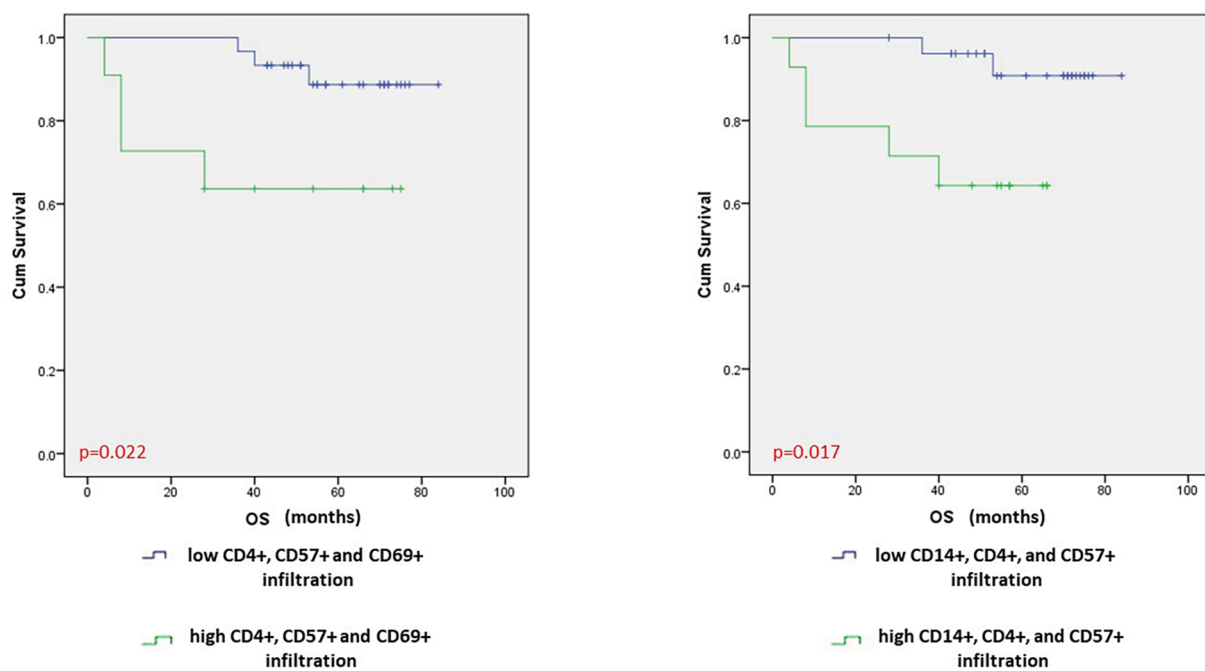 1.0
0.8
0.6
0.4
0.2
0.0
Cum Survival
p=0.022
0 20 40 60 80 100
OS (months)
low CD4+, CD57+ and CD69+
infiltration
high CD4+, CD57+ and CD69+
infiltration
1.0
0.8
0.6
0.4
0.2
0.0
Cum Survival
p=0.017
0 20 40 60 80 100
OS (months)
low CD14+, CD4+, and CD57+
infiltration
high CD14+, CD4+, and CD57+
infiltration